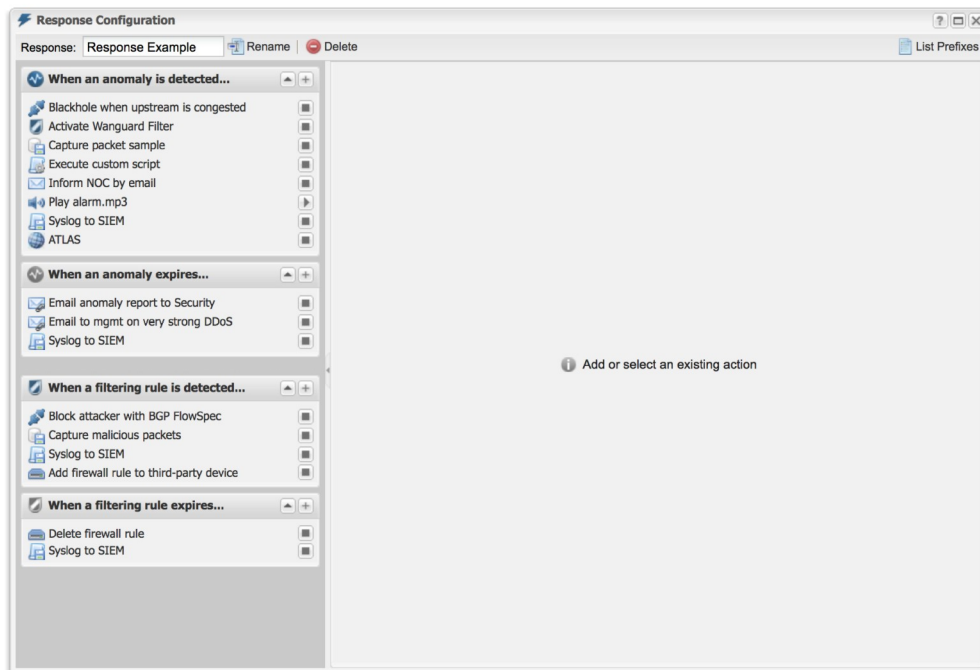 Response Configuration
Response: Response Example Rename Delete List Prefixes
When an anomaly is detected...
Blackhole when upstream is congested
Activate Wanguard Filter
Capture packet sample
Execute custom script
Inform NOC by email
Play alarm.mp3
Syslog to SIEM
ATLAS
When an anomaly expires...
Email anomaly report to Security
Email to mgmt on very strong DDoS
Syslog to SIEM
Add or select an existing action
When a filtering rule is detected...
Block attacker with BGP FlowSpec
Capture malicious packets
Syslog to SIEM
Add firewall rule to third-party device
When a filtering rule expires...
Delete firewall rule
Syslog to SIEM